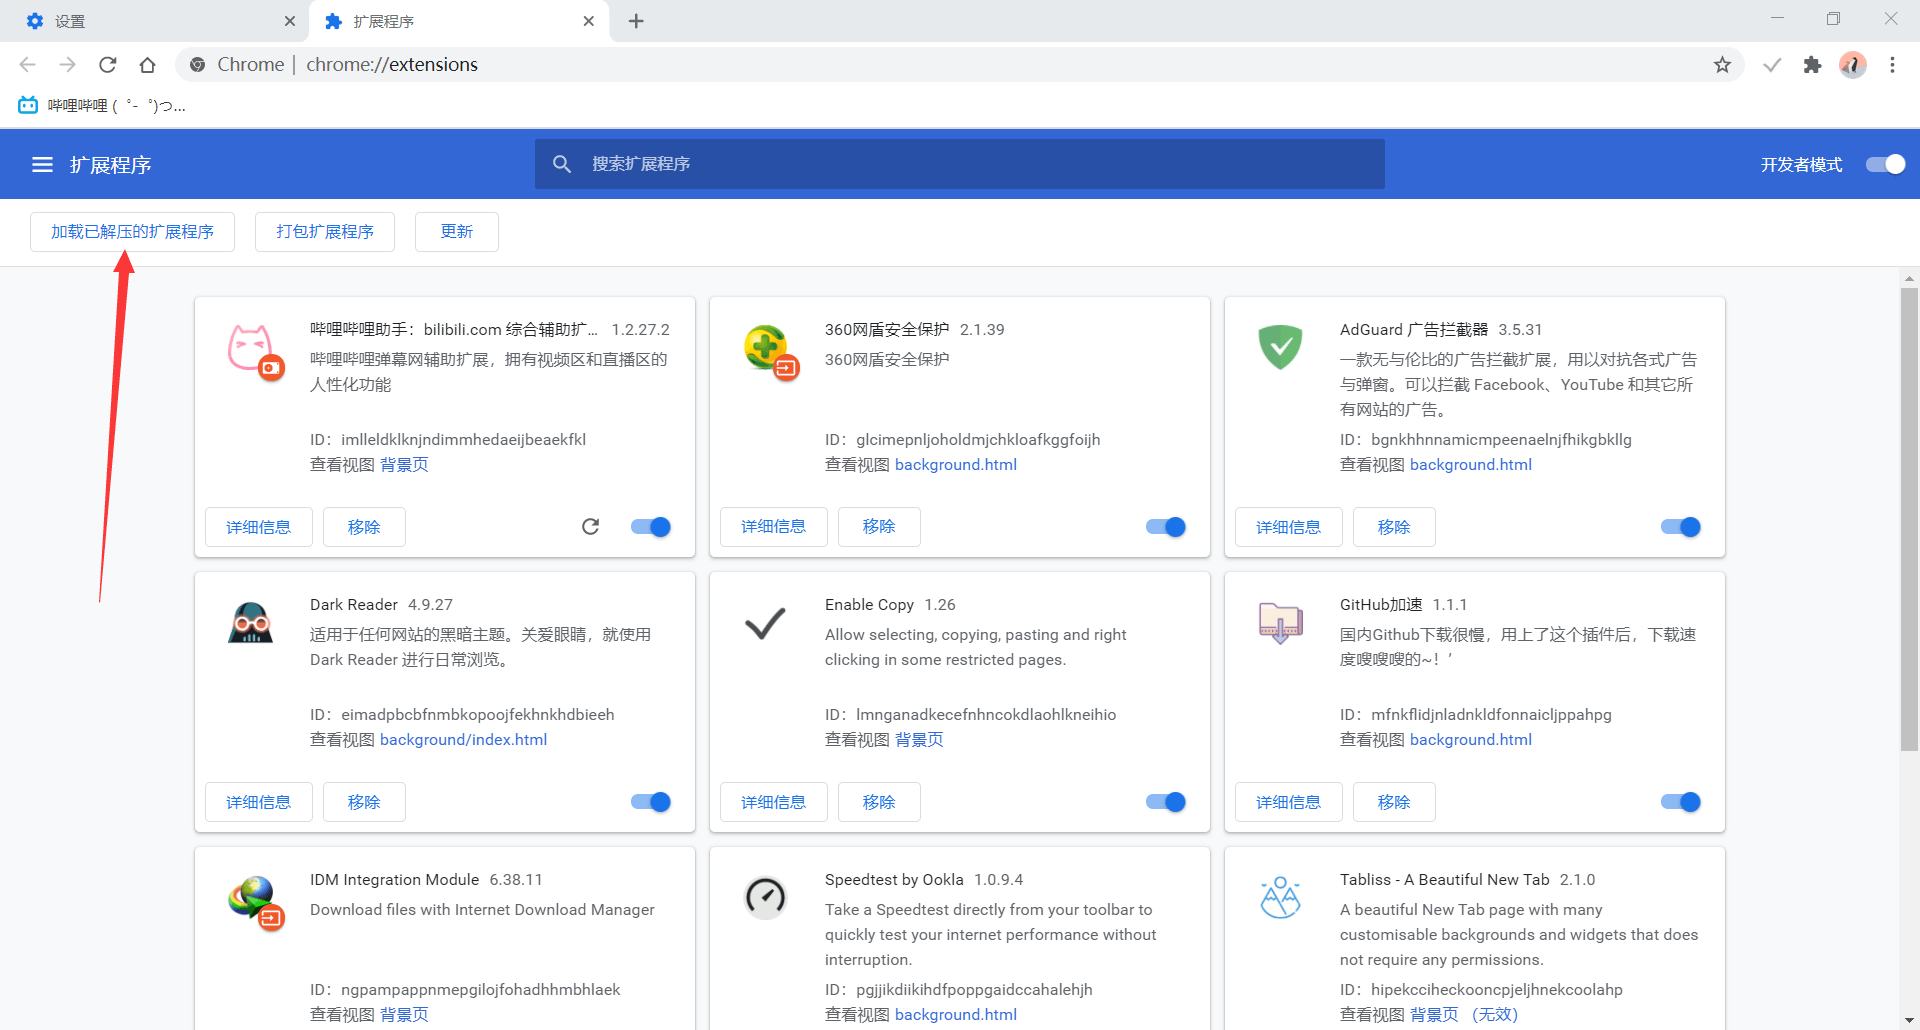 设置
扩展程序
Chrome | chrome://extensions
哔哩哔哩 (゜-゜)つ...
扩展程序
搜索扩展程序
开发者模式
加载已解压的扩展程序
打包扩展程序
更新
哔哩哔哩助手：bilibili.com 综合辅助扩... 1.2.27.2
哔哩哔哩弹幕网辅助扩展，拥有视频区和直播区的
人性化功能
ID：imlleldklknjndimmhedaeijbeaekfkl
查看视图 背景页
详细信息
移除
360网盾安全保护 2.1.39
360网盾安全保护
ID：glcimepnljoholdmjchkloafkggfoijh
查看视图 background.html
详细信息
移除
AdGuard 广告拦截器 3.5.31
一款无与伦比的广告拦截扩展，用以对抗各式广告
与弹窗。可以拦截 Facebook、YouTube 和其它所
有网站的广告。
ID：bgnkhhnnamicmpeenaelnjfhikgbkllg
查看视图 background.html
详细信息
移除
Dark Reader 4.9.27
适用于任何网站的黑暗主题。关爱眼睛，就使用
Dark Reader 进行日常浏览。
ID：eimadpbcbfnmbkopoojfekhnkhdbieeh
查看视图 background/index.html
详细信息
移除
Enable Copy 1.26
Allow selecting, copying, pasting and right
clicking in some restricted pages.
ID：lmnganadkecefnhncokdlaohlkneihio
查看视图 背景页
详细信息
移除
GitHub加速 1.1.1
国内Github下载很慢，用上了这个插件后，下载速
度嗖嗖嗖的~！’
ID：mfnkflidjnladnkldfonnaicljppahpg
查看视图 background.html
详细信息
移除
IDM Integration Module 6.38.11
Download files with Internet Download Manager
ID：ngpampappnmepgilojfohadhhmbhlaek
查看视图 背景页
Speedtest by Ookla 1.0.9.4
Take a Speedtest directly from your toolbar to
quickly test your internet performance without
interruption.
ID：pgjjikdiikihdfpoppgaidccahalehjh
查看视图 background.html
Tabliss - A Beautiful New Tab 2.1.0
A beautiful New Tab page with many
customisable backgrounds and widgets that does
not require any permissions.
ID：hipekcciheckooncpjeljhnekcoolahp
查看视图 背景页 （无效）